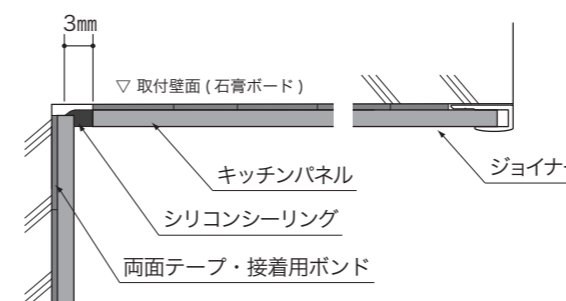 3mm
▽ 取付壁面 ( 石膏ボード )
ジョイナー
キッチンパネル
シリコンシーリング
両面テープ・接着用ボンド